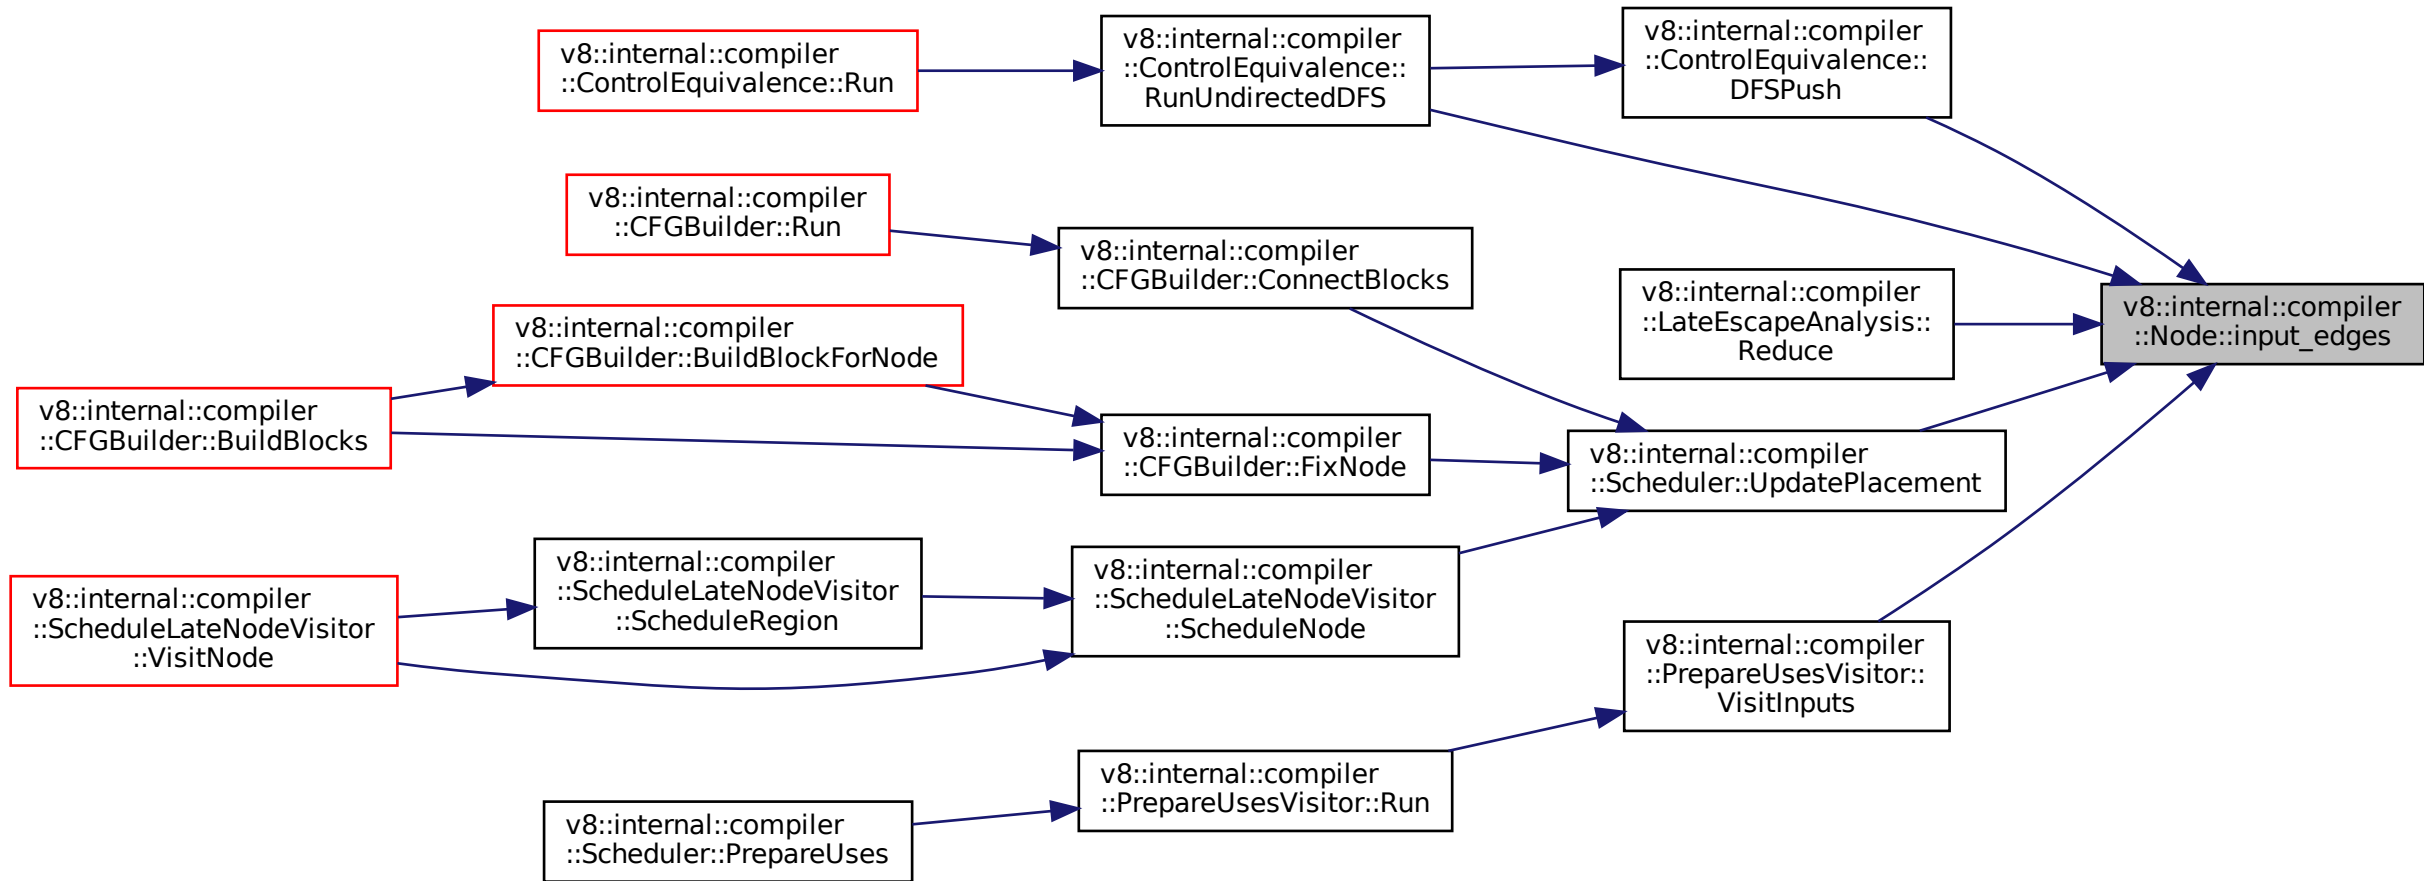 v8::internal::compiler
::ControlEquivalence::Run
v8::internal::compiler
::ControlEquivalence::
RunUndirectedDFS
v8::internal::compiler
::ControlEquivalence::
DFSPush
v8::internal::compiler
::CFGBuilder::Run
v8::internal::compiler
::CFGBuilder::ConnectBlocks
v8::internal::compiler
::LateEscapeAnalysis::
Reduce
v8::internal::compiler
::Node::input_edges
v8::internal::compiler
::CFGBuilder::BuildBlockForNode
v8::internal::compiler
::CFGBuilder::BuildBlocks
v8::internal::compiler
::CFGBuilder::FixNode
v8::internal::compiler
::Scheduler::UpdatePlacement
v8::internal::compiler
::ScheduleLateNodeVisitor
::VisitNode
v8::internal::compiler
::ScheduleLateNodeVisitor
::ScheduleRegion
v8::internal::compiler
::ScheduleLateNodeVisitor
::ScheduleNode
v8::internal::compiler
::PrepareUsesVisitor::
VisitInputs
v8::internal::compiler
::PrepareUsesVisitor::Run
v8::internal::compiler
::Scheduler::PrepareUses